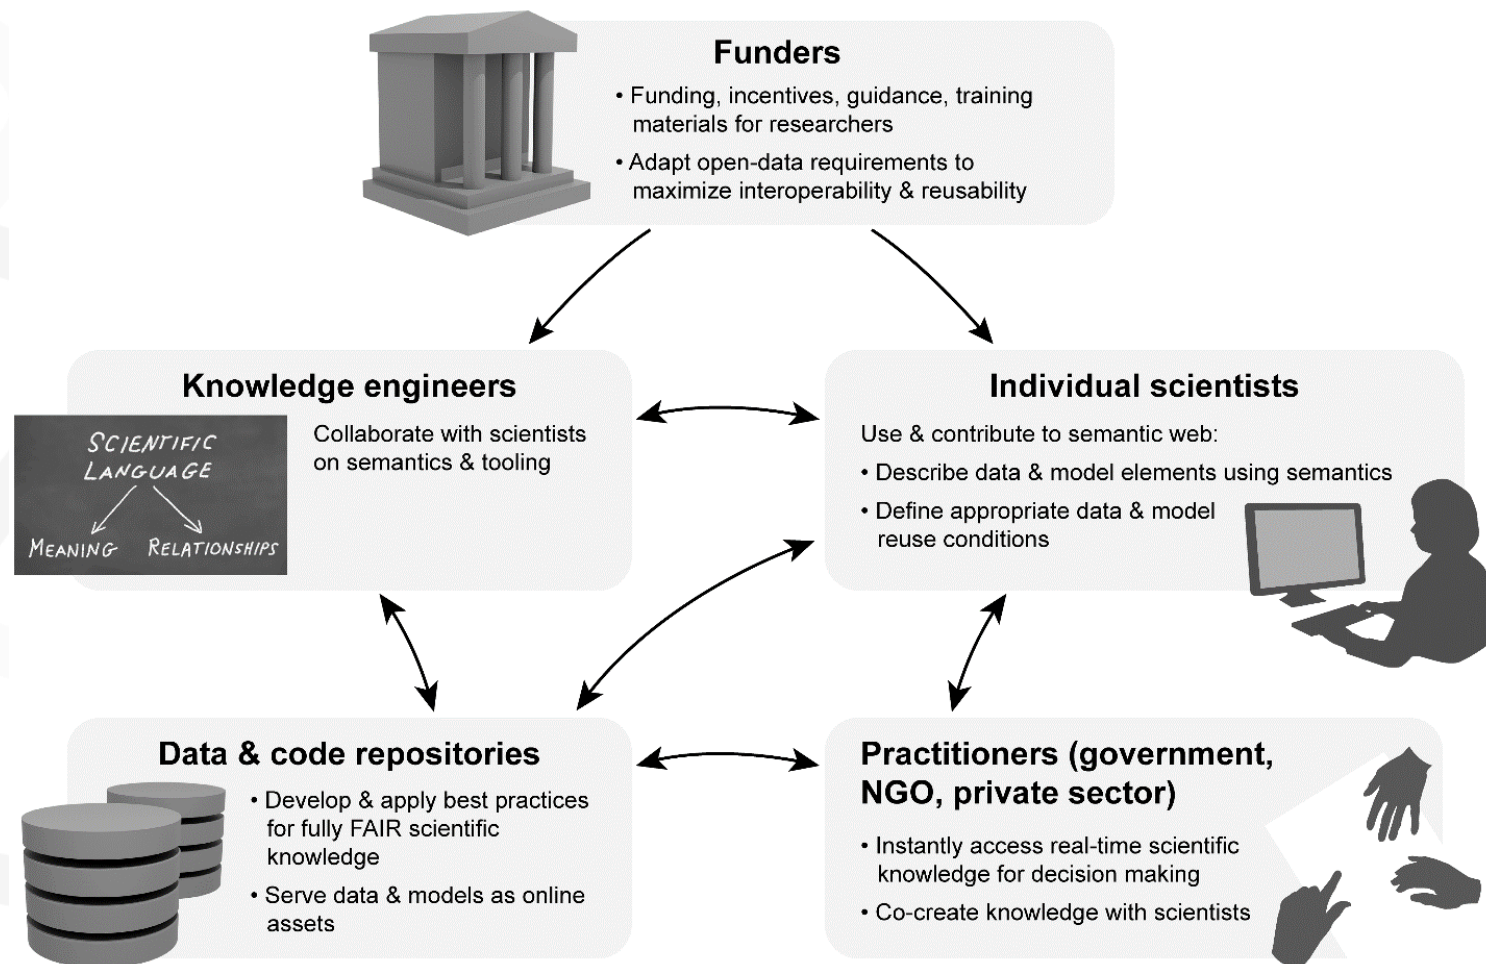 Funders
• Funding, incentives, guidance, training
materials for researchers
• Adapt open-data requirements to
maximize interoperability & reusability
Knowledge engineers
SCIENTIFIC
LANGUAGE
MEANING RELATIONSHIPS
Collaborate with scientists
on semantics & tooling
Individual scientists
Use & contribute to semantic web:
• Describe data & model elements using semantics
• Define appropriate data & model
reuse conditions
Data & code repositories
• Develop & apply best practices
for fully FAIR scientific
knowledge
• Serve data & models as online
assets
Practitioners (government,
NGO, private sector)
• Instantly access real-time scientific
knowledge for decision making
• Co-create knowledge with scientists